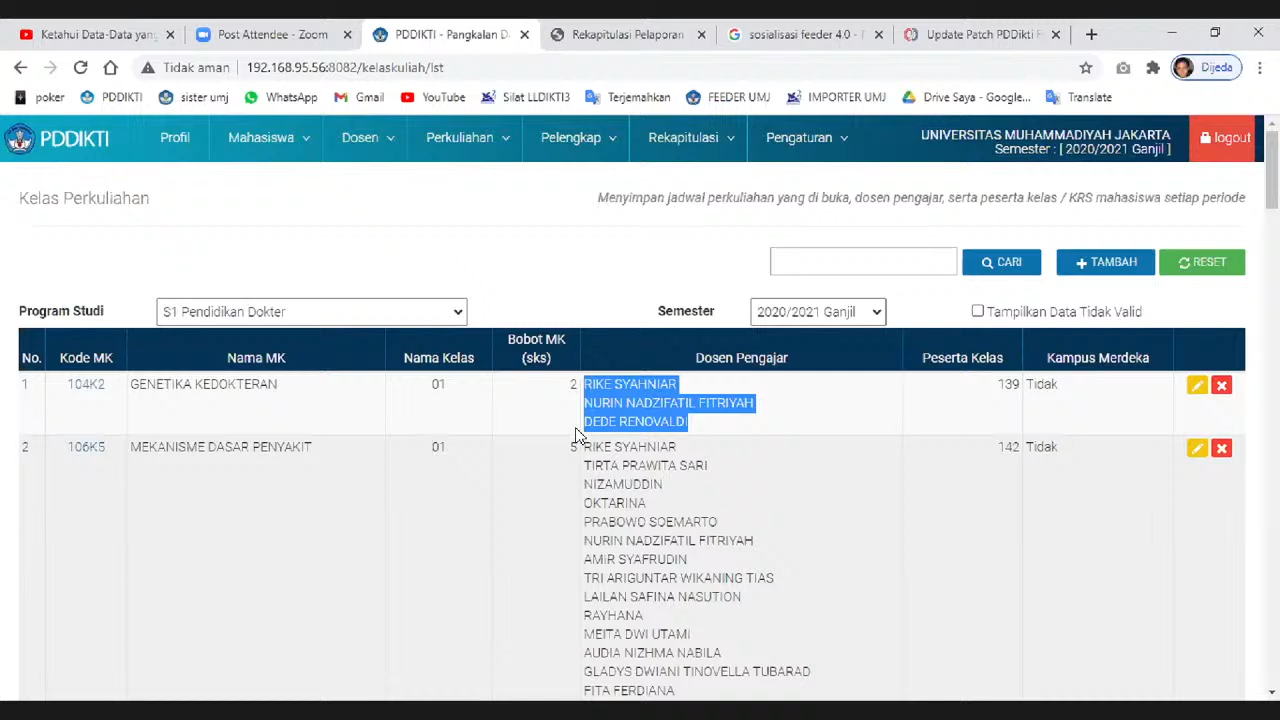 Ketahui Data-Data yang
Post Attendee - Zoom
PDDIKTI - Pangkalan D
Rekapitulasi Pelaporan
sosialisasi feeder 4.0 -
Update Patch PDDikti F
Tidak aman
192.168.95.56:8082/kelaskuliah/lst
Dijeda
poker
PDDIKTI
sister umj
WhatsApp
Gmail
YouTube
Silat LLDIKTI3
Terjemahkan
FEEDER UMJ
IMPORTER UMJ
Drive Saya - Google...
Translate
PDDIKTI
Profil
Mahasiswa
Dosen
Perkuliahan
Pelengkap
Rekapitulasi
Pengaturan
UNIVERSITAS MUHAMMADIYAH JAKARTA
Semester : [ 2020/2021 Ganjil ]
logout
Kelas Perkuliahan
Menyimpan jadwal perkuliahan yang di buka, dosen pengajar, serta peserta kelas / KRS mahasiswa setiap periode
CARI
TAMBAH
RESET
Program Studi
S1 Pendidikan Dokter
Semester
2020/2021 Ganjil
Tampilkan Data Tidak Valid
No.
Kode MK
Nama MK
Nama Kelas
Bobot MK
(sks)
Dosen Pengajar
Peserta Kelas
Kampus Merdeka
1
104K2
GENETIKA KEDOKTERAN
01
2
RIKE SYAHNIAR
NURIN NADZIFATIL FITRIYAH
DEDE RENOVALDI
139
Tidak
2
106K5
MEKANISME DASAR PENYAKIT
01
5
RIKE SYAHNIAR
TIRTA PRAWITA SARI
NIZAMUDDIN
OKTARINA
PRABOWO SOEMARTO
NURIN NADZIFATIL FITRIYAH
AMIR SYAFRUDIN
TRI ARIGUNTAR WIKANING TIAS
LAILAN SAFINA NASUTION
RAYHANA
MEITA DWI UTAMI
AUDIA NIZHMA NABILA
GLADYS DWIANI TINOVELLA TUBARAD
FITA FERDIANA
142
Tidak